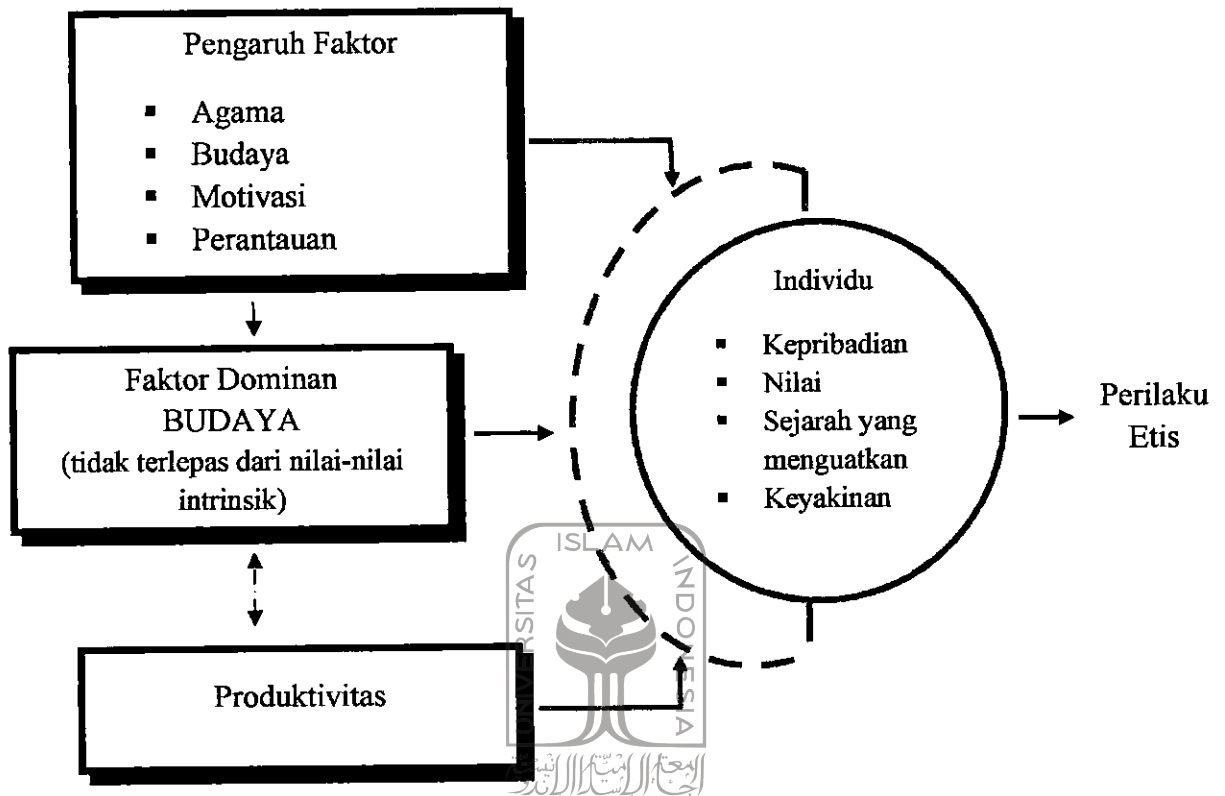 Pengaruh Faktor
▪ Agama
▪ Budaya
▪ Motivasi
▪ Perantauan
Faktor Dominan
BUDAYA
(tidak terlepas dari nilai-nilai
intrinsik)
Produktivitas
Individu
▪ Kepribadian
▪ Nilai
▪ Sejarah yang
menguatkan
▪ Keyakinan
Perilaku
Etis
UNIVERSITAS
ISLAM
INDONESIA